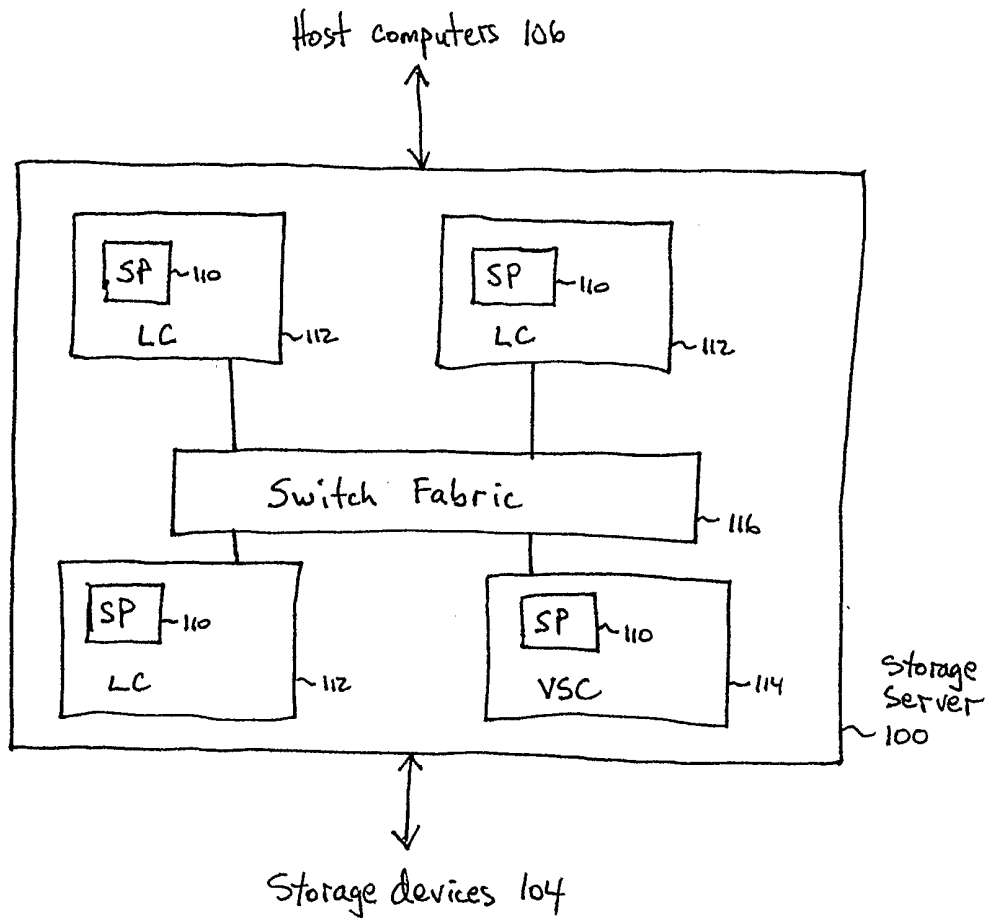 Host computers 106
SP 110
LC 112
SP 110
LC 112
Switch Fabric 116
SP 110
LC 112
SP 110
VSC 114
Storage
Server
100
Storage devices 104